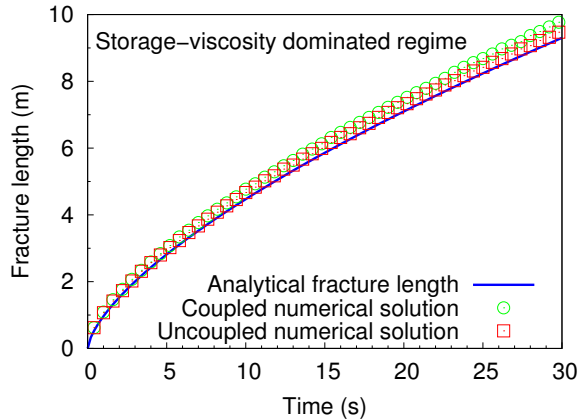 10
Storage-viscosity dominated regime
8
6
4
2
0
Fracture length (m)
Analytical fracture length
Coupled numerical solution
Uncoupled numerical solution
0 5 10 15 20 25 30
Time (s)